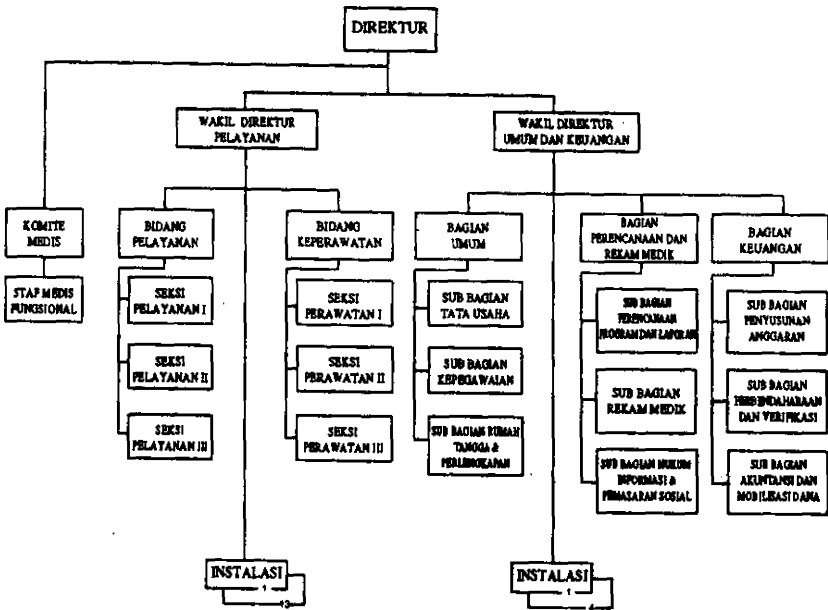 DIREKTUR
WAKIL DIREKTUR
PELAYANAN
WAKIL DIREKTUR
UMUM DAN KEUANGAN
KOMITE
MEDIS
BIDANG
PELAYANAN
BIDANG
KEPERAWATAN
BAGIAN
UMUM
BAGIAN
PERENCANAAN DAN
REKAM MEDIK
BAGIAN
KEUANGAN
STAF MEDIS
FUNGSIONAL
SEKSI
PELAYANAN I
SEKSI
PERAWATAN I
SUB BAGIAN
TATA USAHA
SUB BAGIAN
PERENCANAAN
PROGRAM DAN LAPORAN
SUB BAGIAN
PENYUSUNAN
ANGGARAN
SEKSI
PELAYANAN II
SEKSI
PERAWATAN II
SUB BAGIAN
KEPEGAWAIAN
SUB BAGIAN
REKAM MEDIK
SUB BAGIAN
PERBENDAHARAAN
DAN VERIFIKASI
SEKSI
PELAYANAN III
SEKSI
PERAWATAN III
SUB BAGIAN RUMAH
TANGGA &
PERLENGKAPAN
SUB BAGIAN HUKUM
INFORMASI &
PEMASARAN SOSIAL
SUB BAGIAN
AKUNTANSI DAN
MOBILISASI DANA
INSTALASI
1
13
INSTALASI
1
4